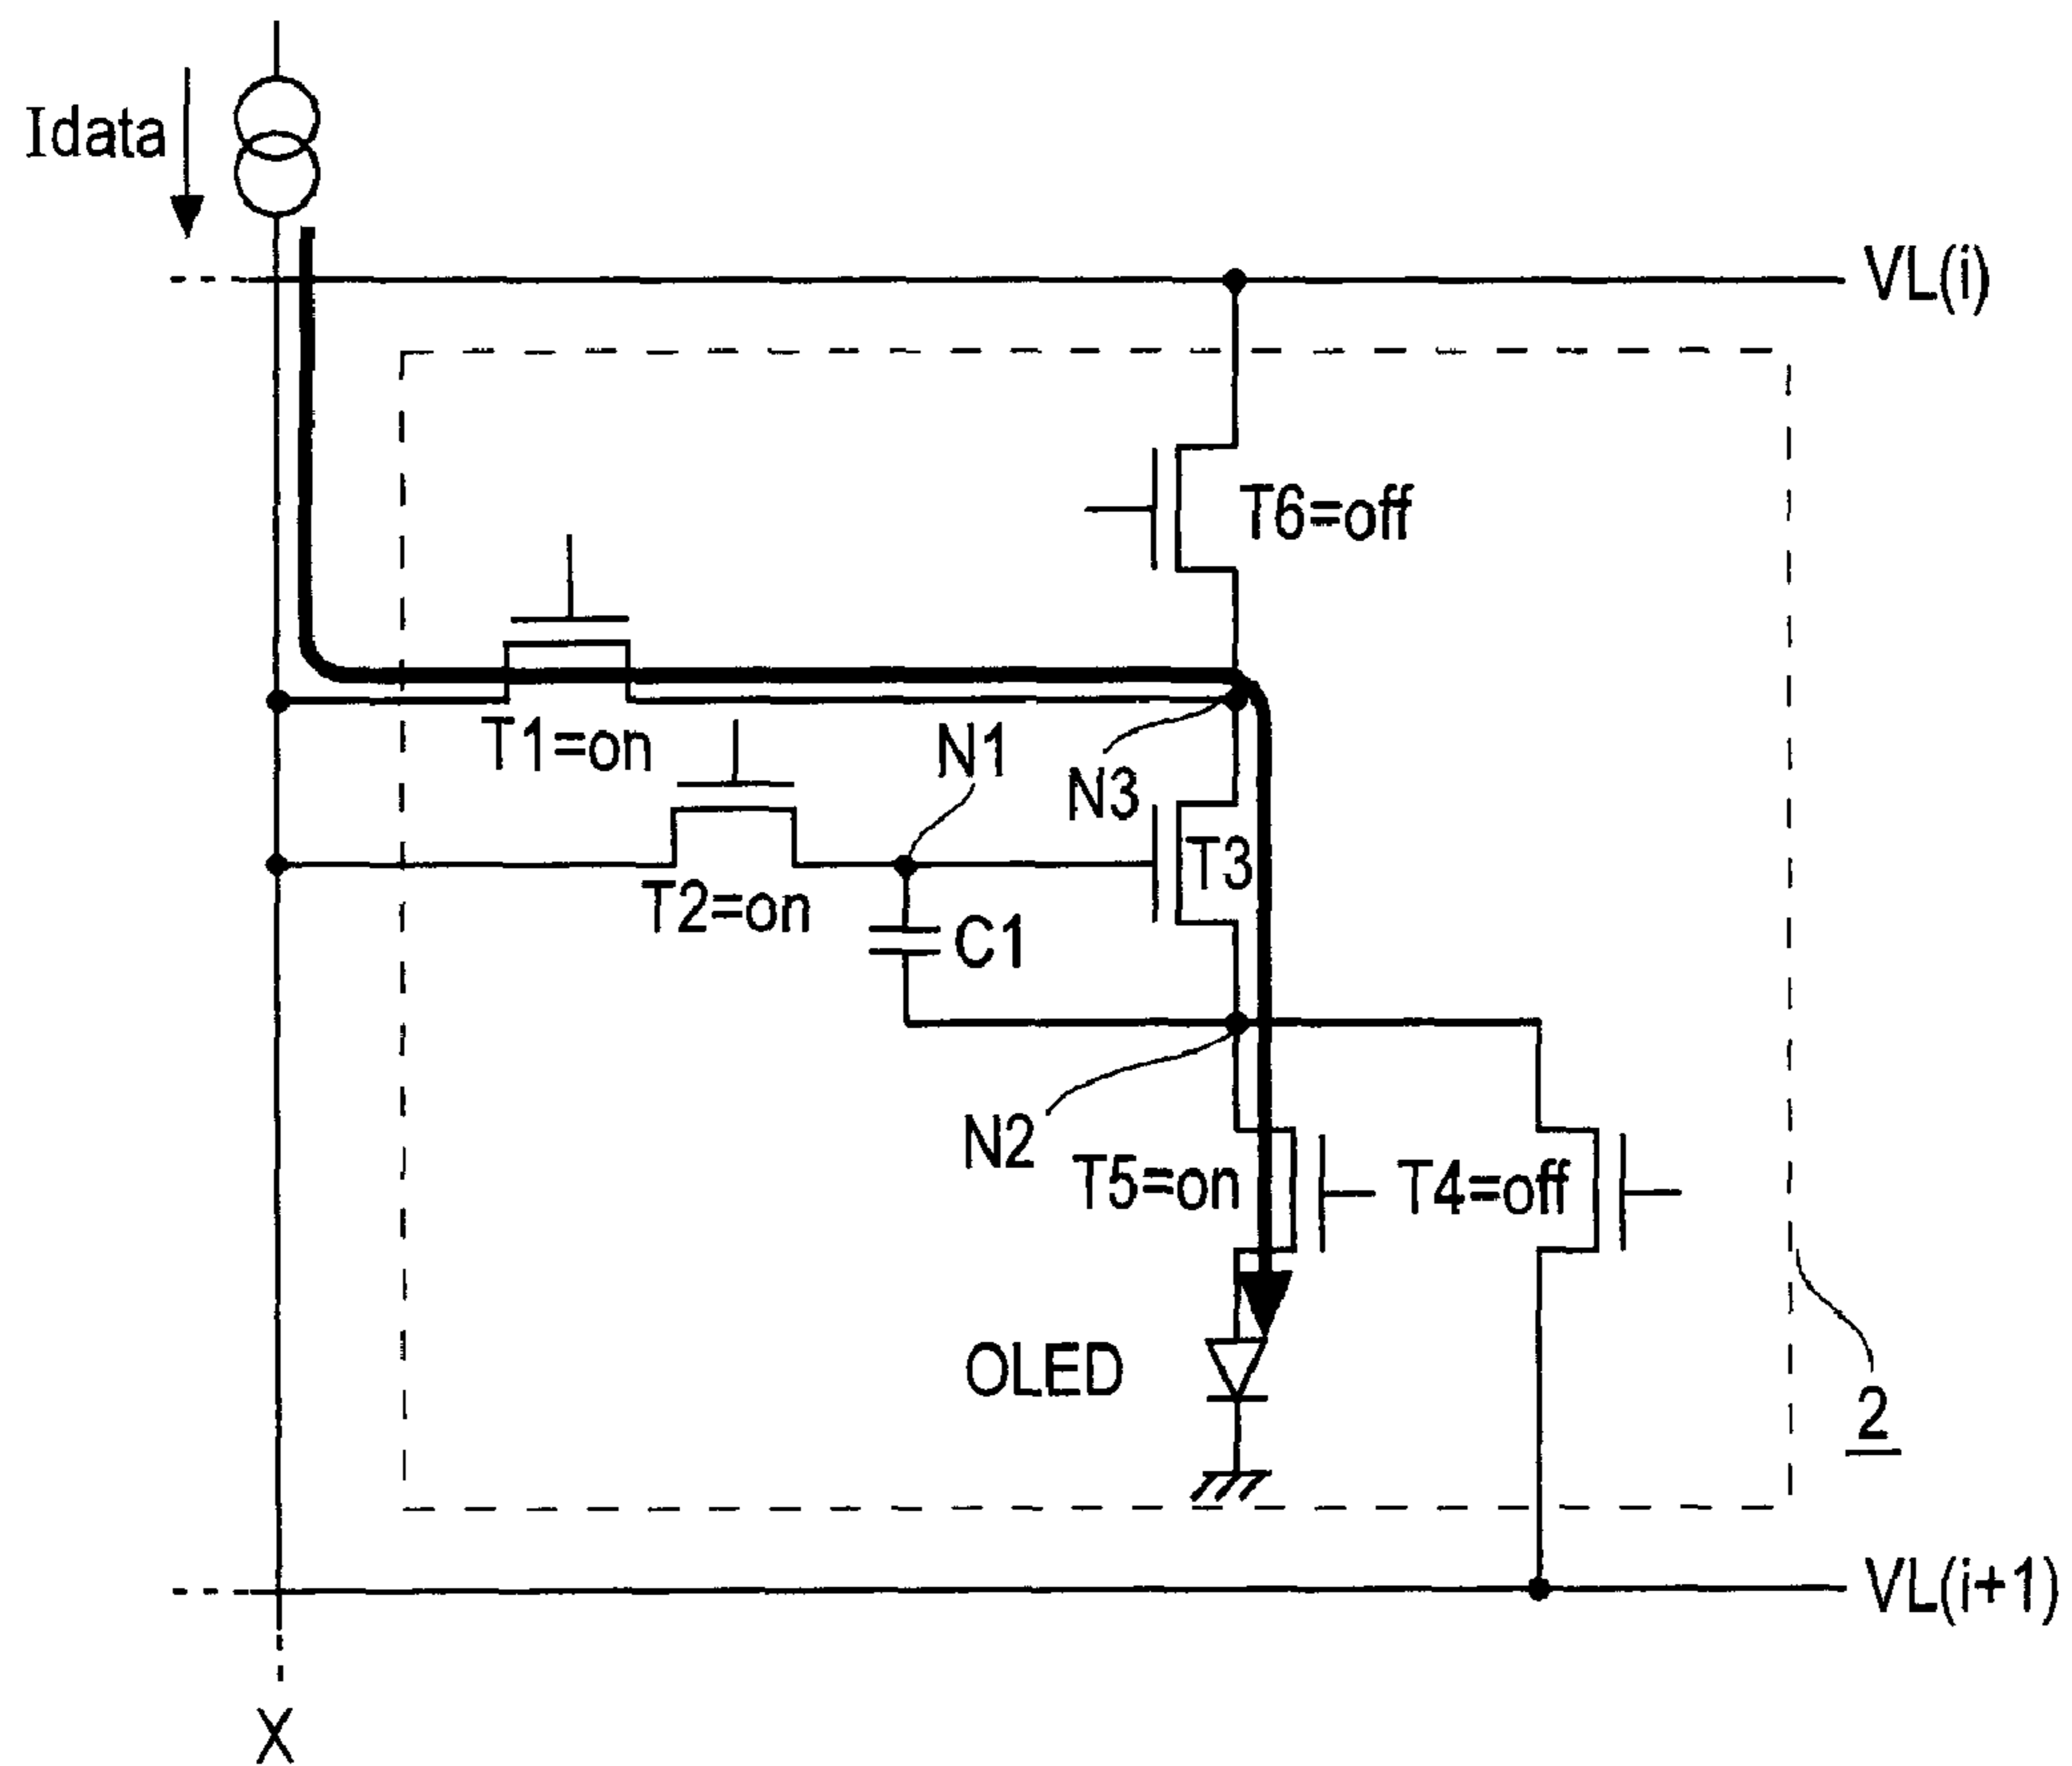 Idata
VL(i)
T6=off
T1=on
N1
N3
T3
T2=on
C1
N2
T5=on
T4=off
OLED
2
VL(i+1)
X